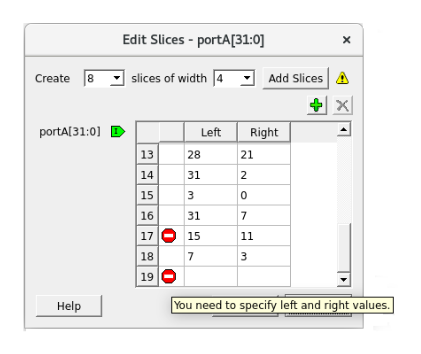 Edit Slices - portA[31:0] ×
Create 8 slices of width 4 Add Slices
portA[31:0] I Left Right
13 28 21
14 31 2
15 3 0
16 31 7
17 15 11
18 7 3
19
Help
You need to specify left and right values.